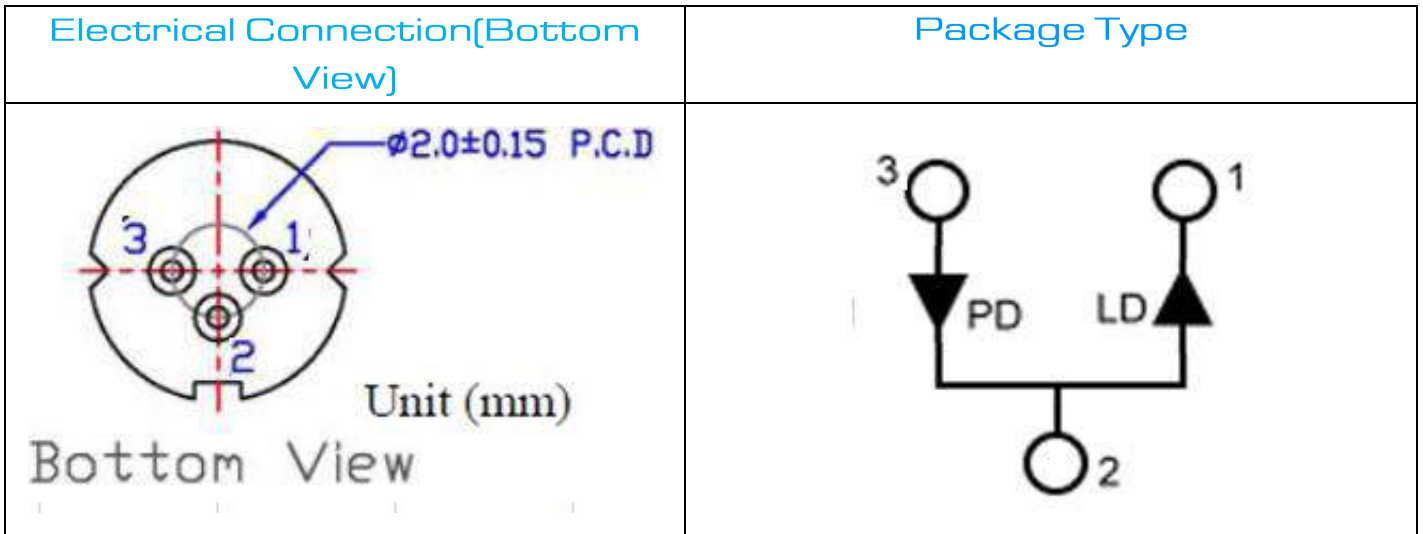 Electrical Connection(Bottom
View)
Package Type
ø2.0±0.15 P.C.D
3
1
2
Unit (mm)
Bottom View
3
1
PD
LD
2